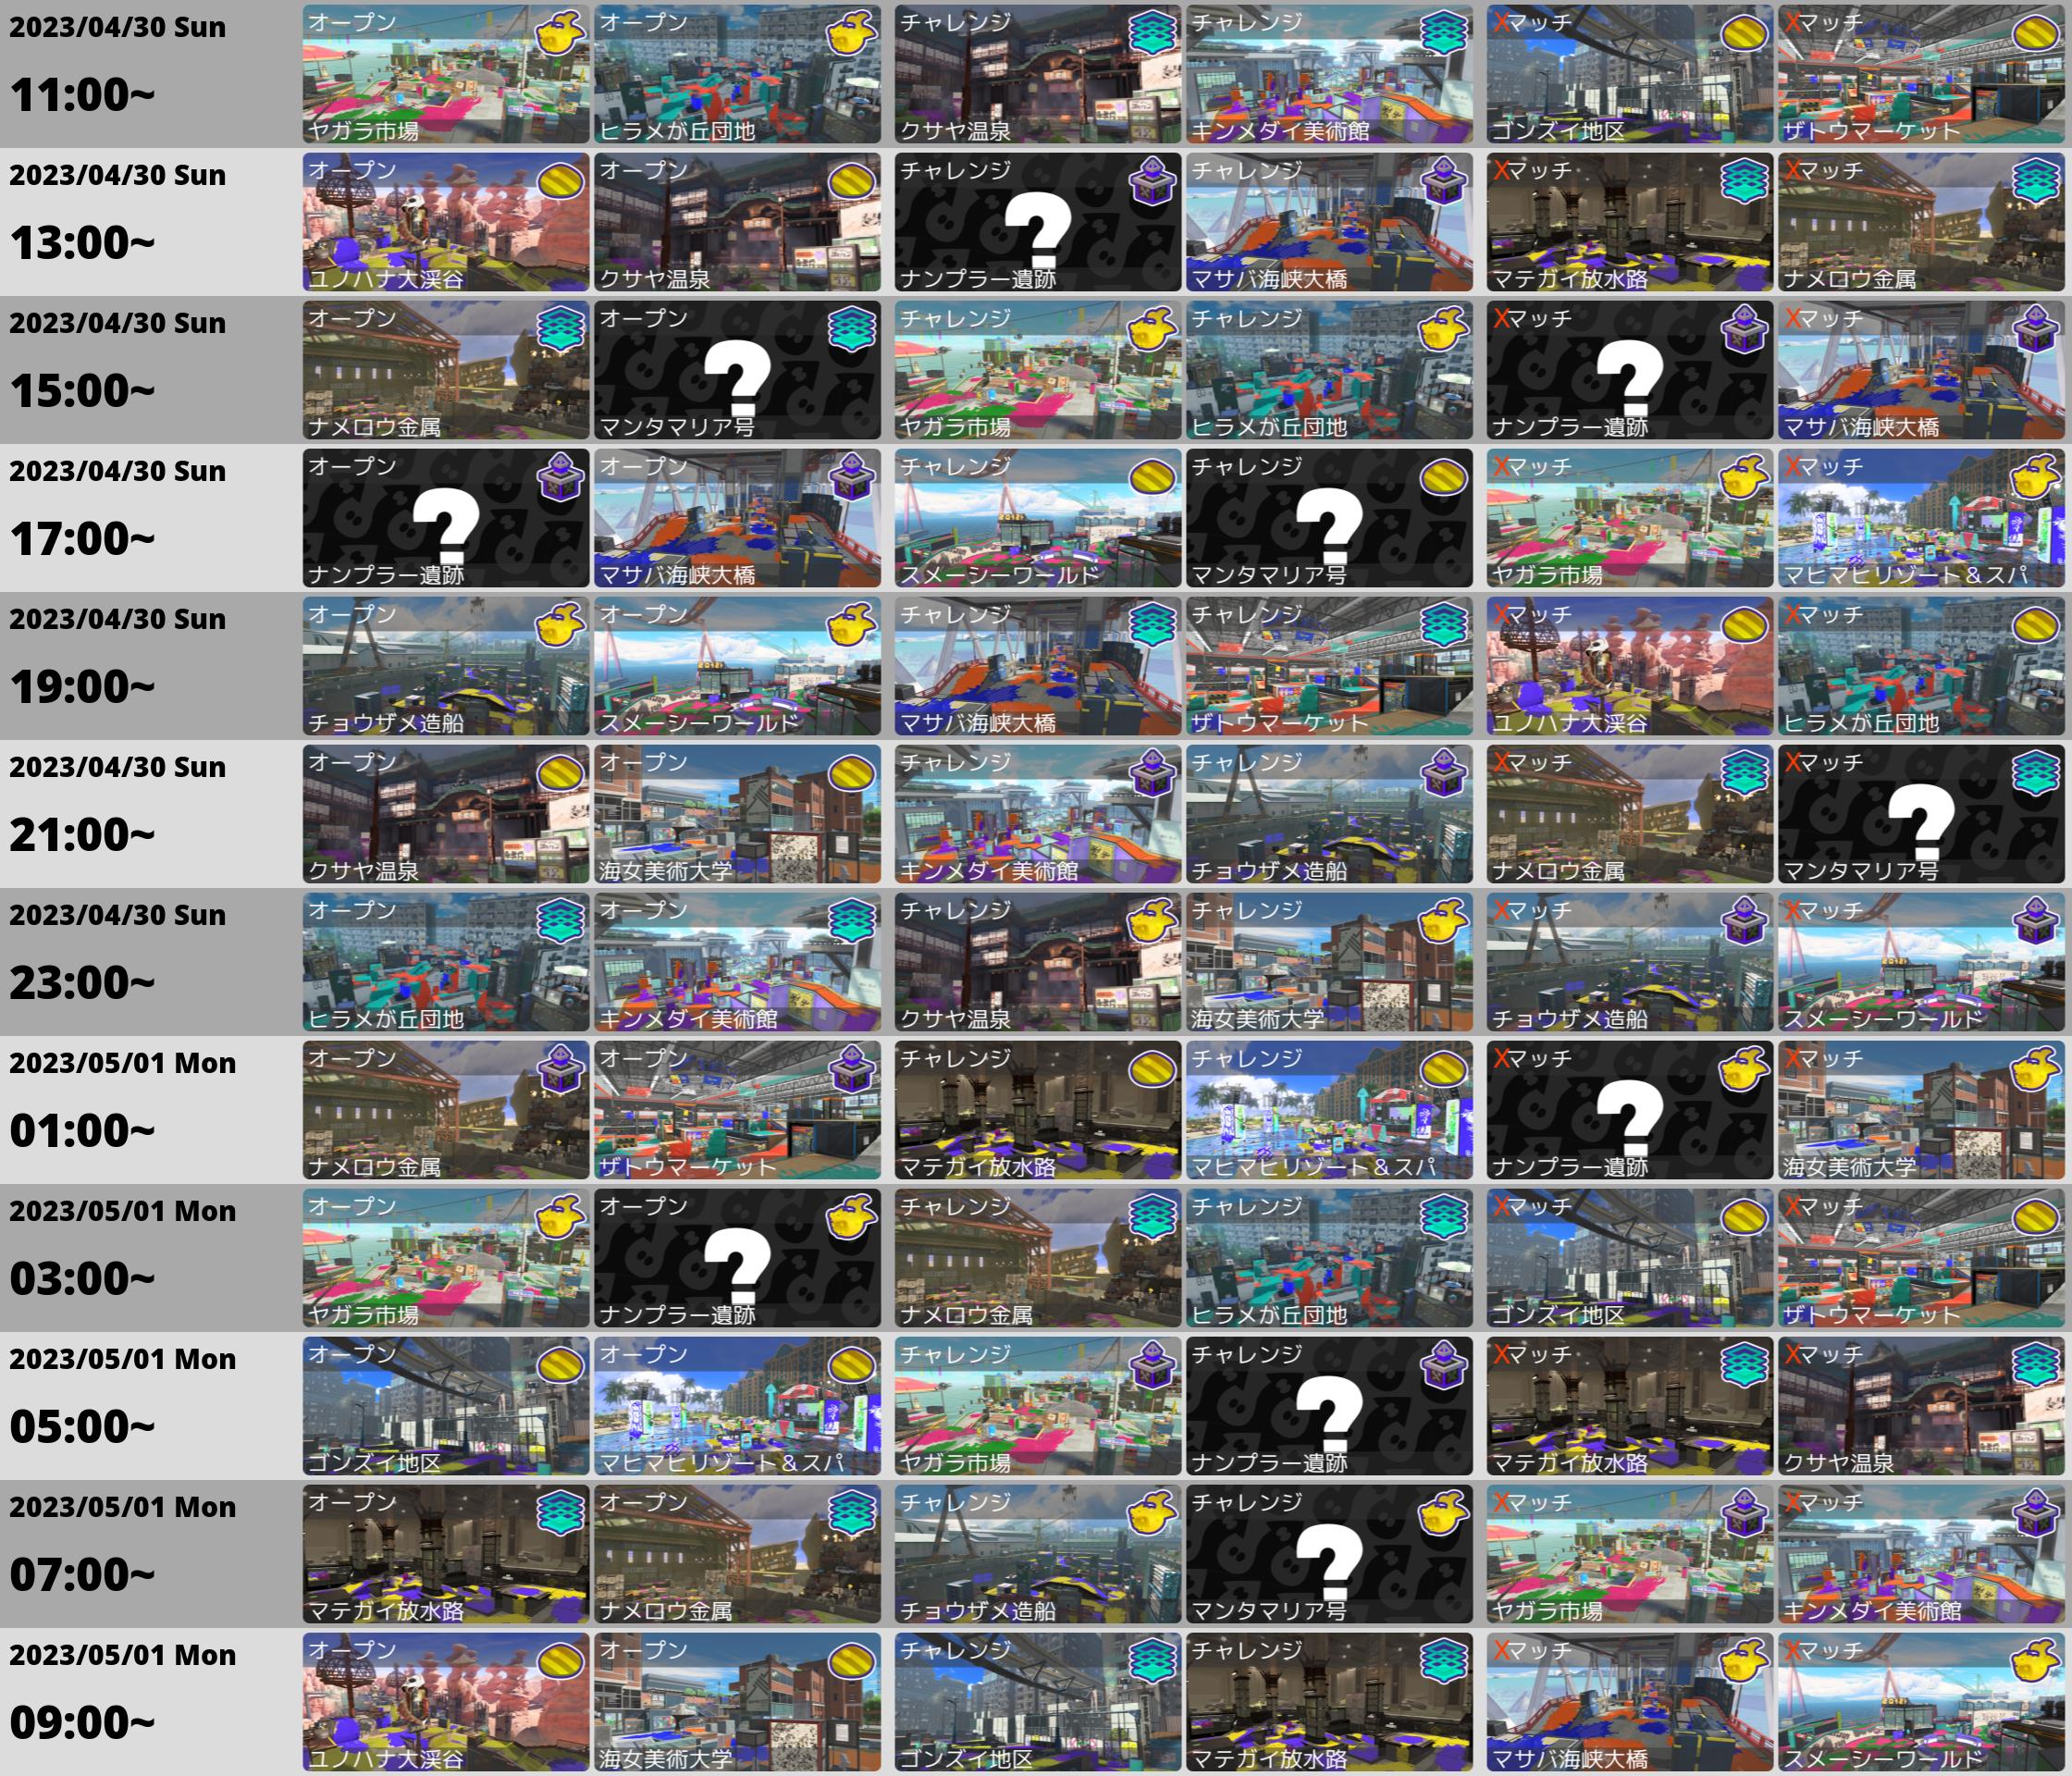 2023/04/30 Sun
11:00~
オープン オープン チャレンジ チャレンジ Xマッチ Xマッチ
ヤガラ市場 ヒラメが丘団地 クサヤ温泉 キンメダイ美術館 ゴンズイ地区 ザトウマーケット
2023/04/30 Sun
13:00~
オープン オープン チャレンジ チャレンジ Xマッチ Xマッチ
ユノハナ大渓谷 クサヤ温泉 ナンプラー遺跡 マサバ海峡大橋 マテガイ放水路 ナメロウ金属
2023/04/30 Sun
15:00~
オープン オープン チャレンジ チャレンジ Xマッチ Xマッチ
ナメロウ金属 マンタマリア号 ヤガラ市場 ヒラメが丘団地 ナンプラー遺跡 マサバ海峡大橋
2023/04/30 Sun
17:00~
オープン オープン チャレンジ チャレンジ Xマッチ Xマッチ
ナンプラー遺跡 マサバ海峡大橋 スメーシーワールド マンタマリア号 ヤガラ市場 マヒマヒリゾート＆スパ
2023/04/30 Sun
19:00~
オープン オープン チャレンジ チャレンジ Xマッチ Xマッチ
チョウザメ造船 スメーシーワールド マサバ海峡大橋 ザトウマーケット ユノハナ大渓谷 ヒラメが丘団地
2023/04/30 Sun
21:00~
オープン オープン チャレンジ チャレンジ Xマッチ Xマッチ
クサヤ温泉 海女美術大学 キンメダイ美術館 チョウザメ造船 ナメロウ金属 マンタマリア号
2023/04/30 Sun
23:00~
オープン オープン チャレンジ チャレンジ Xマッチ Xマッチ
ヒラメが丘団地 キンメダイ美術館 クサヤ温泉 海女美術大学 チョウザメ造船 スメーシーワールド
2023/05/01 Mon
01:00~
オープン オープン チャレンジ チャレンジ Xマッチ Xマッチ
ナメロウ金属 ザトウマーケット マテガイ放水路 マヒマヒリゾート＆スパ ナンプラー遺跡 海女美術大学
2023/05/01 Mon
03:00~
オープン オープン チャレンジ チャレンジ Xマッチ Xマッチ
ヤガラ市場 ナンプラー遺跡 ナメロウ金属 ヒラメが丘団地 ゴンズイ地区 ザトウマーケット
2023/05/01 Mon
05:00~
オープン オープン チャレンジ チャレンジ Xマッチ Xマッチ
ゴンズイ地区 マヒマヒリゾート＆スパ ヤガラ市場 ナンプラー遺跡 マテガイ放水路 クサヤ温泉
2023/05/01 Mon
07:00~
オープン オープン チャレンジ チャレンジ Xマッチ Xマッチ
マテガイ放水路 ナメロウ金属 チョウザメ造船 マンタマリア号 ヤガラ市場 キンメダイ美術館
2023/05/01 Mon
09:00~
オープン オープン チャレンジ チャレンジ Xマッチ Xマッチ
ユノハナ大渓谷 海女美術大学 ゴンズイ地区 マテガイ放水路 マサバ海峡大橋 スメーシーワールド